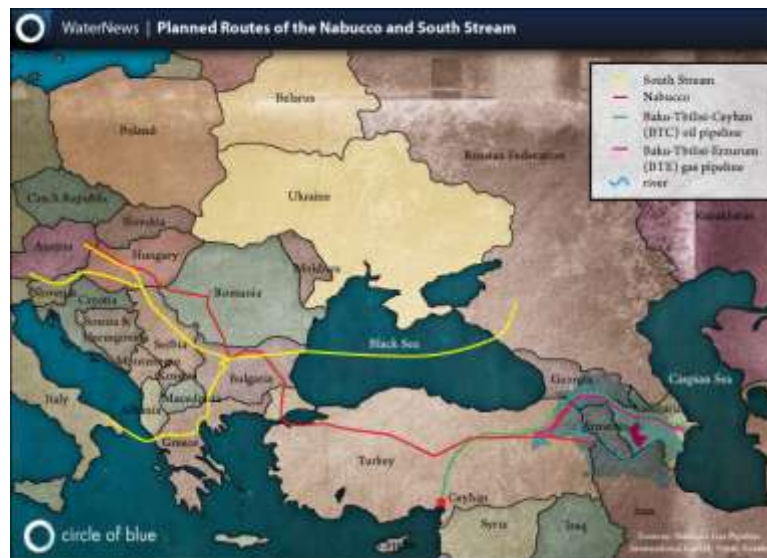 WaterNews | Planned Routes of the Nabucco and South Stream
South Stream
Nabucco
Baku-Tbilisi-Ceyhan
(BTC) oil pipeline
Baku-Tbilisi-Erzurum
(BTE) gas pipeline
river
Belarus
Poland
Russian Federation
Czech Republic
Ukraine
Kazakhstan
Slovakia
Austria
Hungary
Moldova
Slovenia
Romania
Croatia
Bosnia &
Herzegovina
Serbia
Black Sea
Montenegro
Kosovo
Bulgaria
Georgia
Caspian Sea
Italy
Macedonia
Albania
Armenia
Greece
Turkey
Ceyhan
Iran
Syria
Iraq
circle of blue